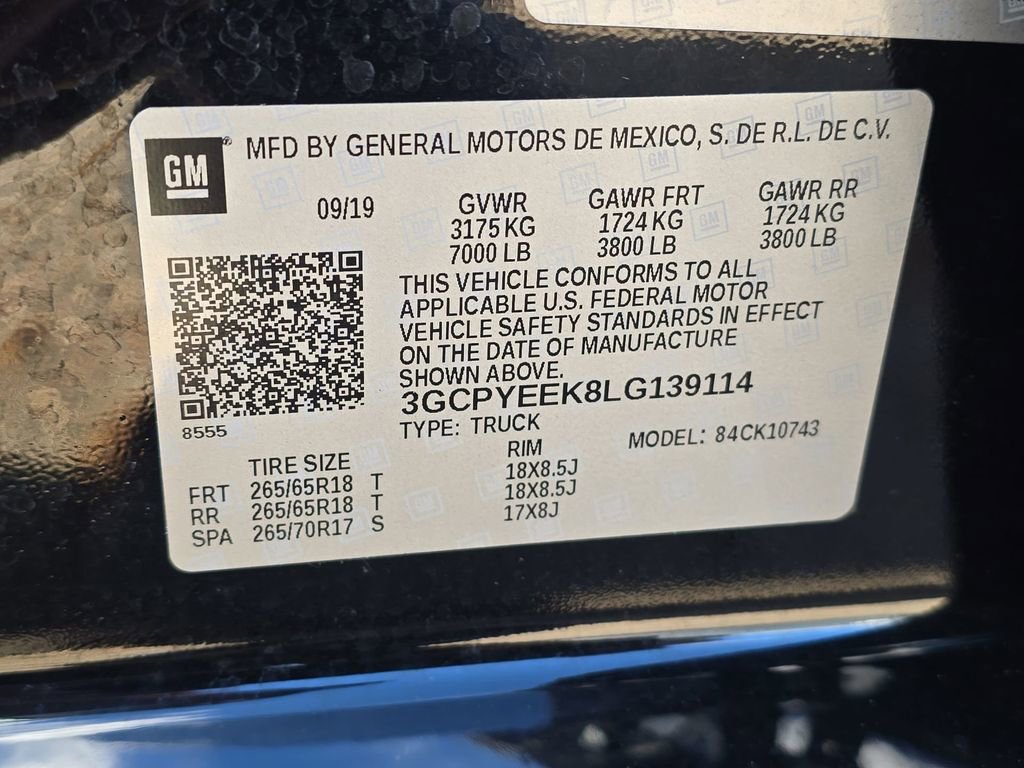 GM ® MFD BY GENERAL MOTORS DE MEXICO, S. DE R.L. DE C.V.
09/19 GVWR GAWR FRT GAWR RR
3175 KG 1724 KG 1724 KG
7000 LB 3800 LB 3800 LB
THIS VEHICLE CONFORMS TO ALL
APPLICABLE U.S. FEDERAL MOTOR
VEHICLE SAFETY STANDARDS IN EFFECT
ON THE DATE OF MANUFACTURE
SHOWN ABOVE.
3GCPYEEK8LG139114
8555
TYPE: TRUCK MODEL: 84CK10743
TIRE SIZE RIM
FRT 265/65R18 T 18X8.5J
RR 265/65R18 T 18X8.5J
SPA 265/70R17 S 17X8J